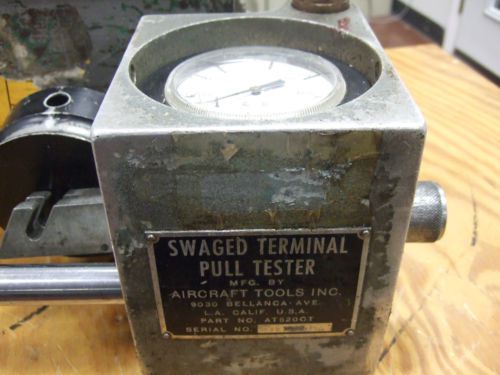 SWAGED TERMINAL
PULL TESTER
MFG. BY
AIRCRAFT TOOLS INC.
9030 BELLANCA AVE.
L.A. CALIF. U.S.A.
PART NO. AT520CT
SERIAL NO.